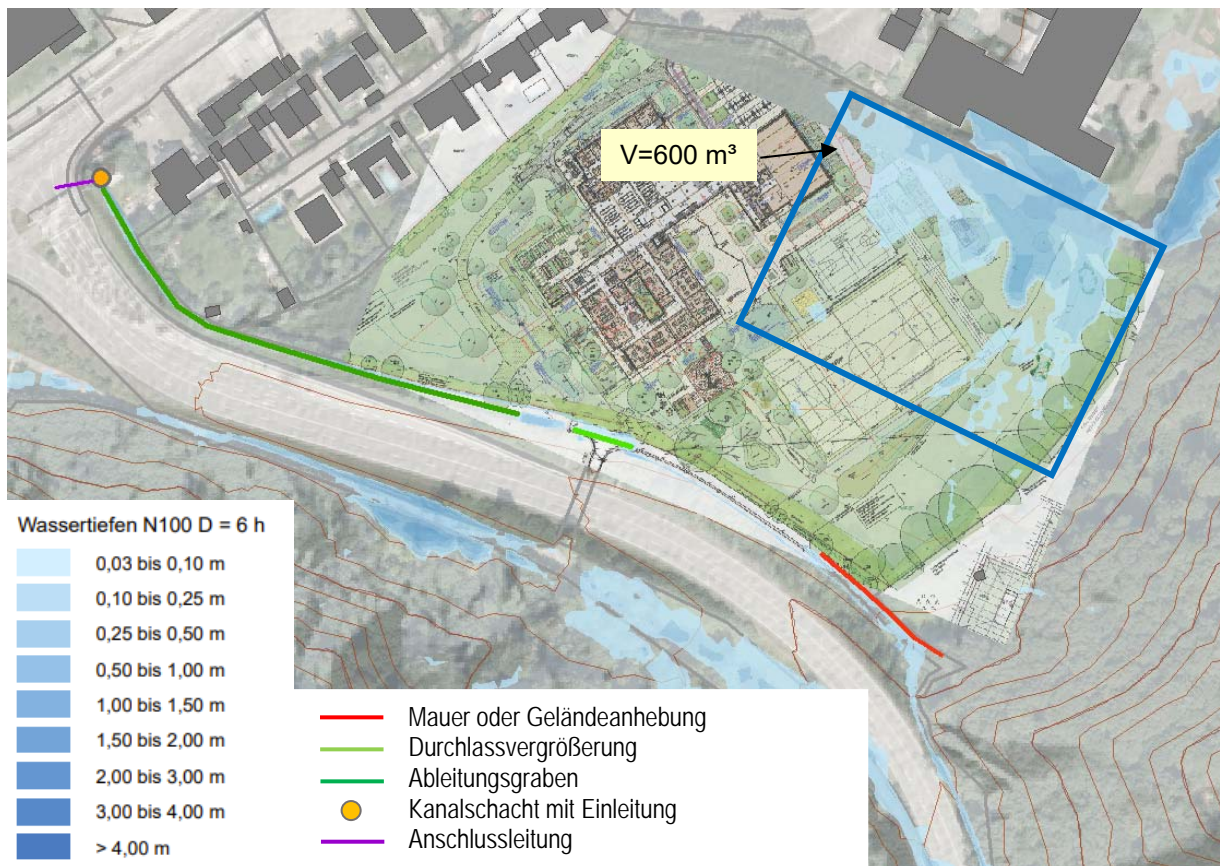 V=600 m³
Wassertiefen N100 D = 6 h
0,03 bis 0,10 m
0,10 bis 0,25 m
0,25 bis 0,50 m
0,50 bis 1,00 m
1,00 bis 1,50 m
1,50 bis 2,00 m
2,00 bis 3,00 m
3,00 bis 4,00 m
> 4,00 m
Mauer oder Geländeanhebung
Durchlassvergrößerung
Ableitungsgraben
Kanalschacht mit Einleitung
Anschlussleitung